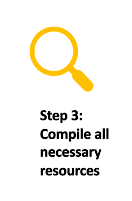 Step 3:
Compile all
necessary
resources